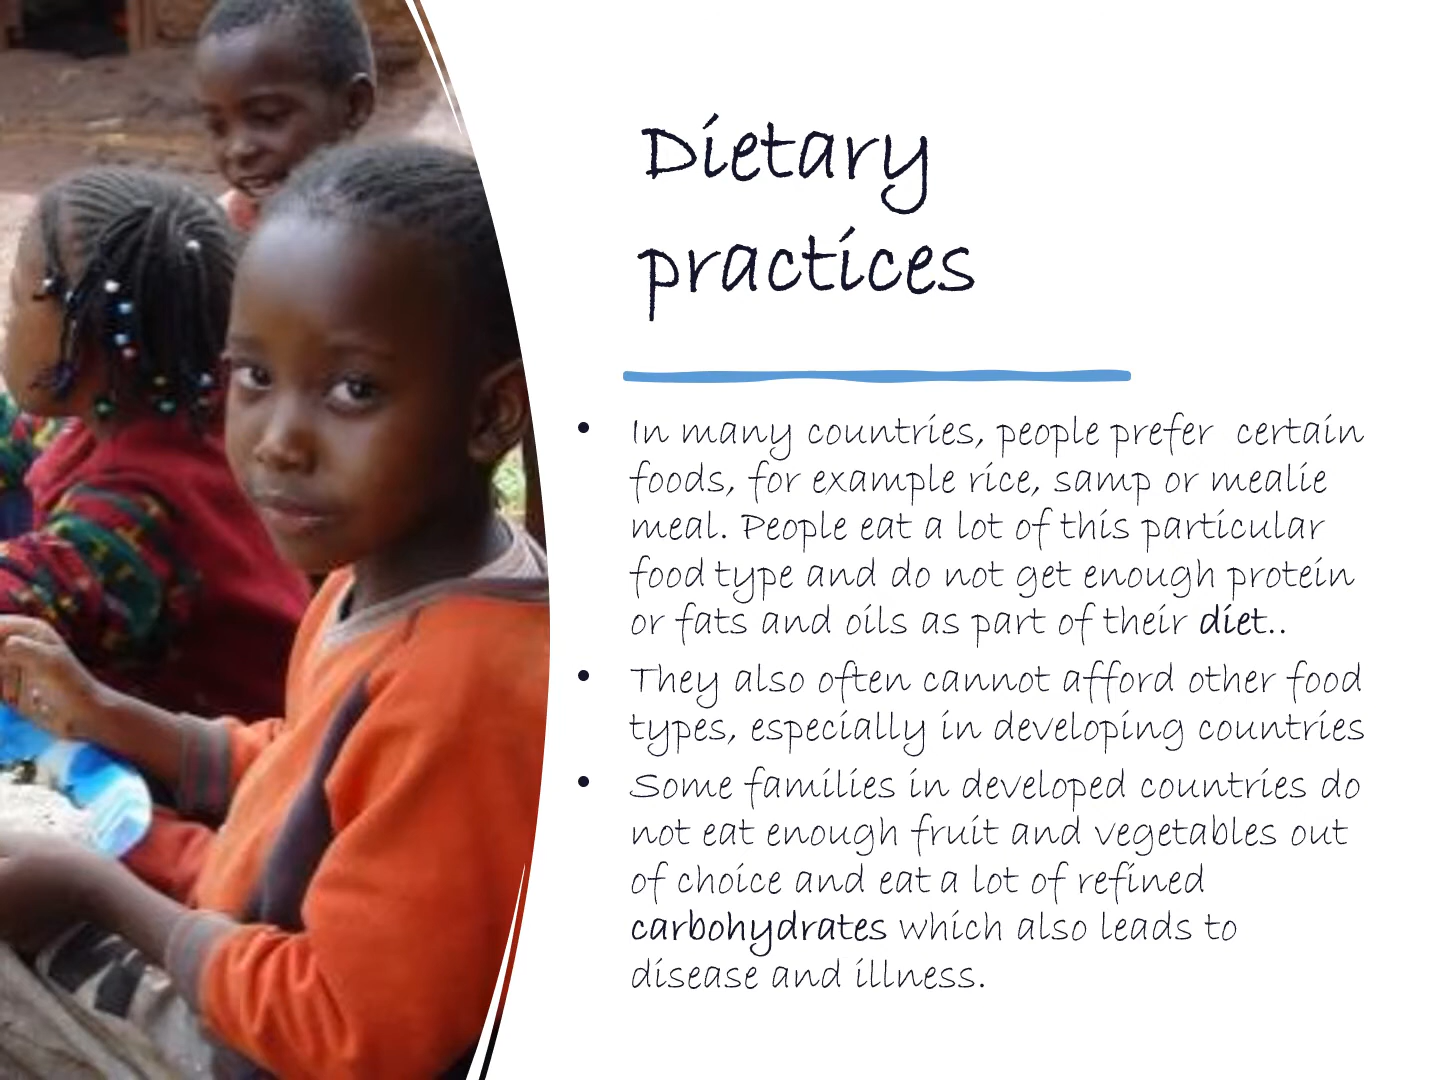 Dietary
practices
• In many countries, people prefer  certain
foods, for example rice, samp or mealie
meal. People eat a lot of this particular
food type and do not get enough protein
or fats and oils as part of their diet..
• They also often cannot afford other food
types, especially in developing countries
• Some families in developed countries do
not eat enough fruit and vegetables out
of choice and eat a lot of refined
carbohydrates which also leads to
disease and illness.